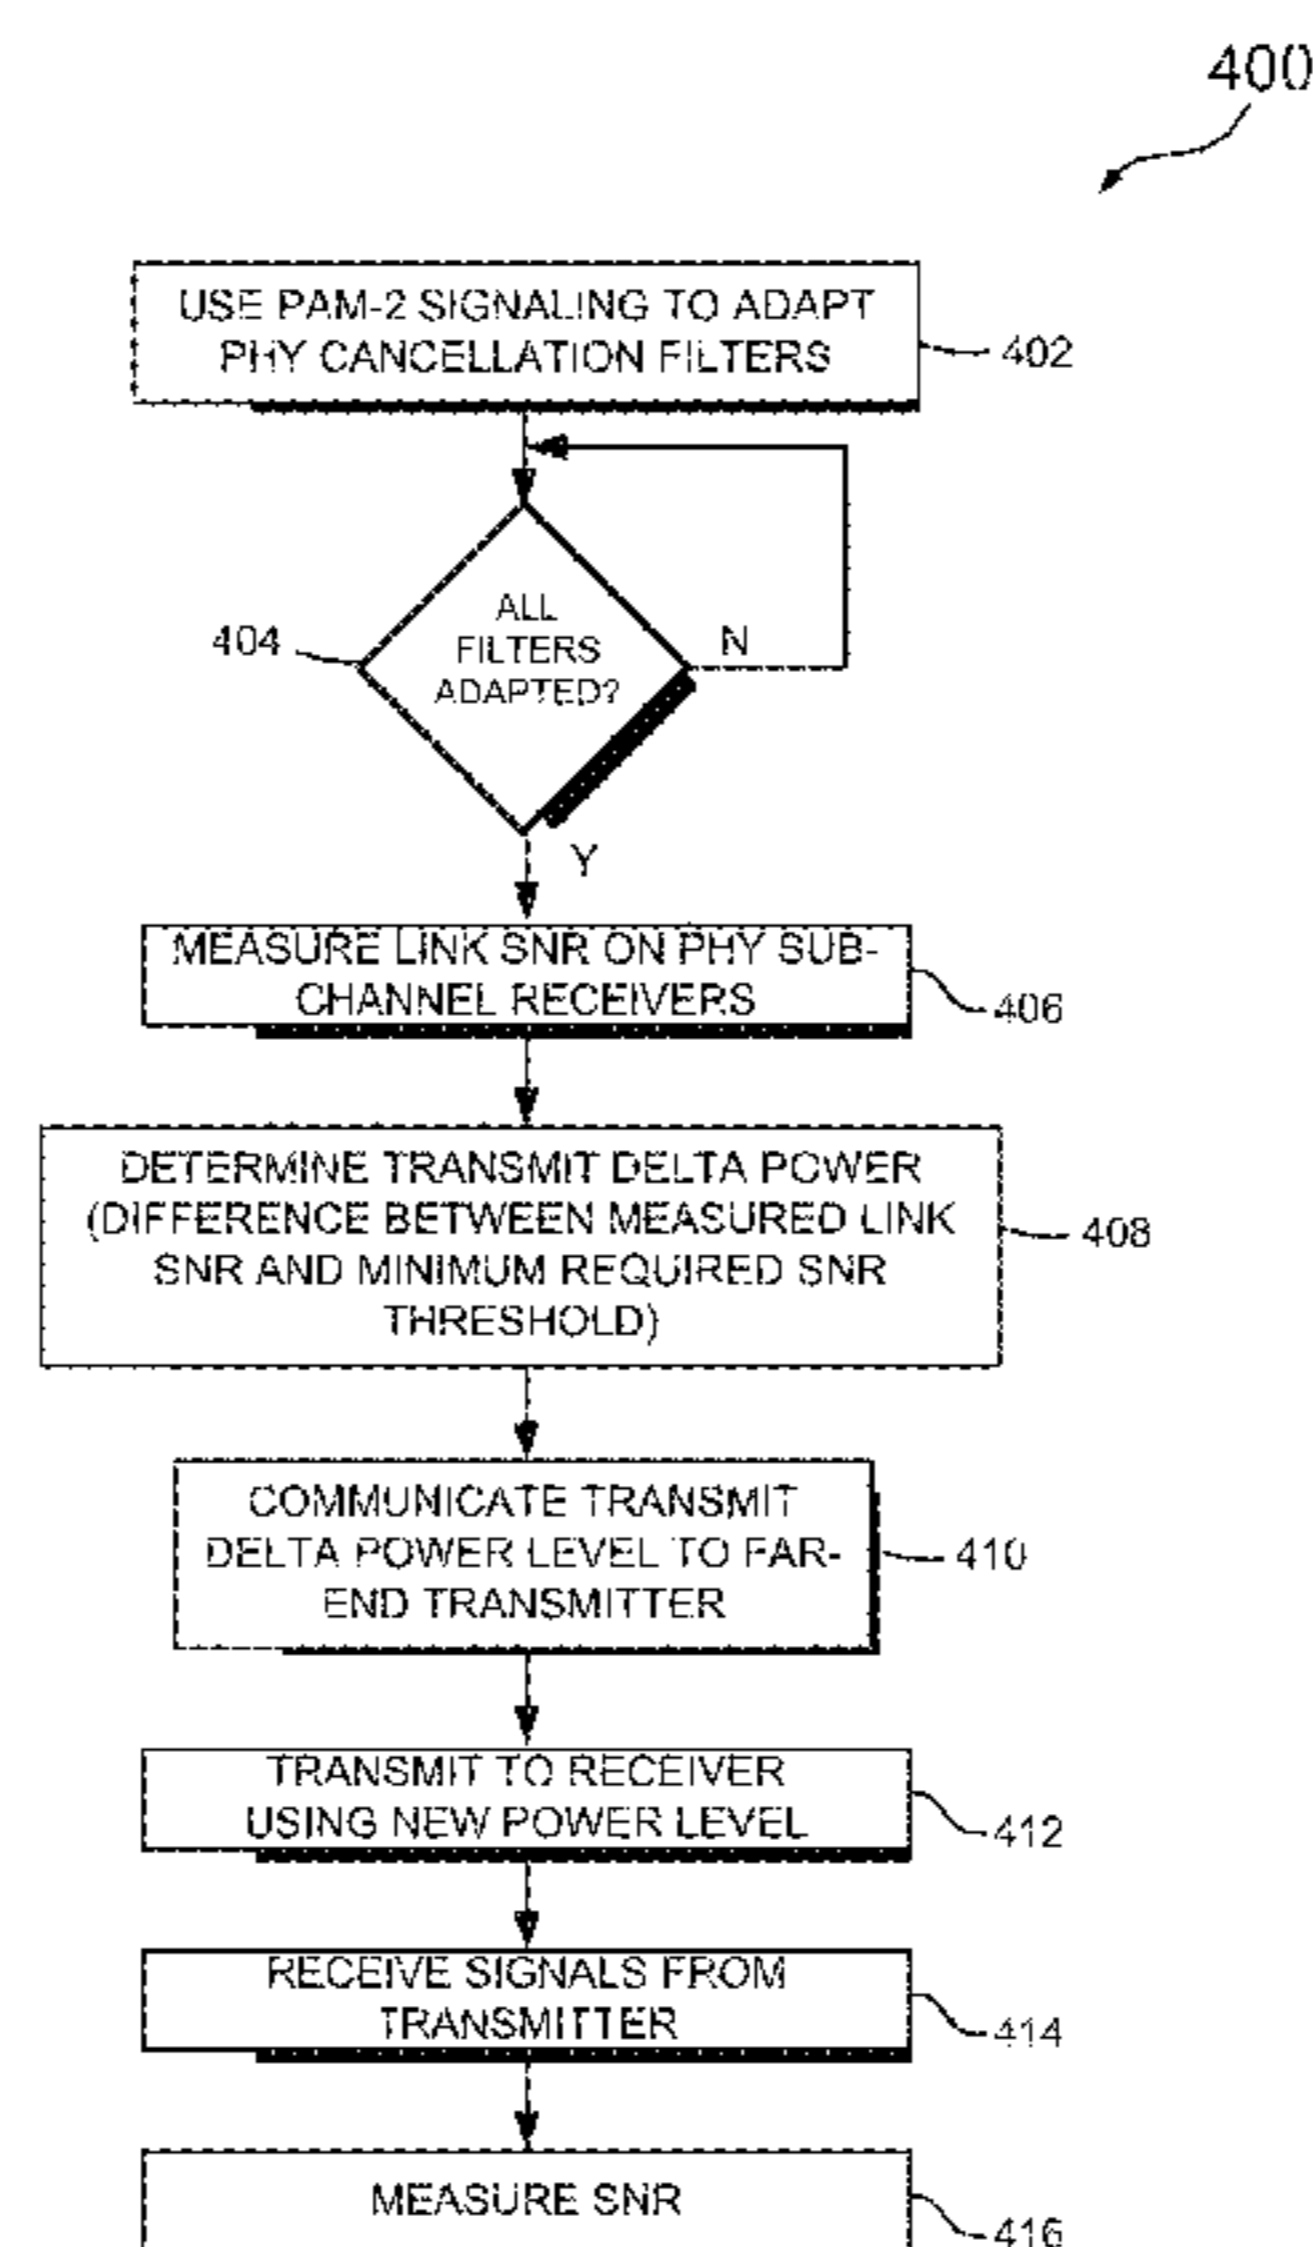 400
USE PAM-2 SIGNALING TO ADAPT
PHY CANCELLATION FILTERS
402
ALL
FILTERS
ADAPTED?
404
N
Y
MEASURE LINK SNR ON PHY SUB-
CHANNEL RECEIVERS
406
DETERMINE TRANSMIT DELTA POWER
(DIFFERENCE BETWEEN MEASURED LINK
SNR AND MINIMUM REQUIRED SNR
THRESHOLD)
408
COMMUNICATE TRANSMIT
DELTA POWER LEVEL TO FAR-
END TRANSMITTER
410
TRANSMIT TO RECEIVER
USING NEW POWER LEVEL
412
RECEIVE SIGNALS FROM
TRANSMITTER
414
MEASURE SNR
416